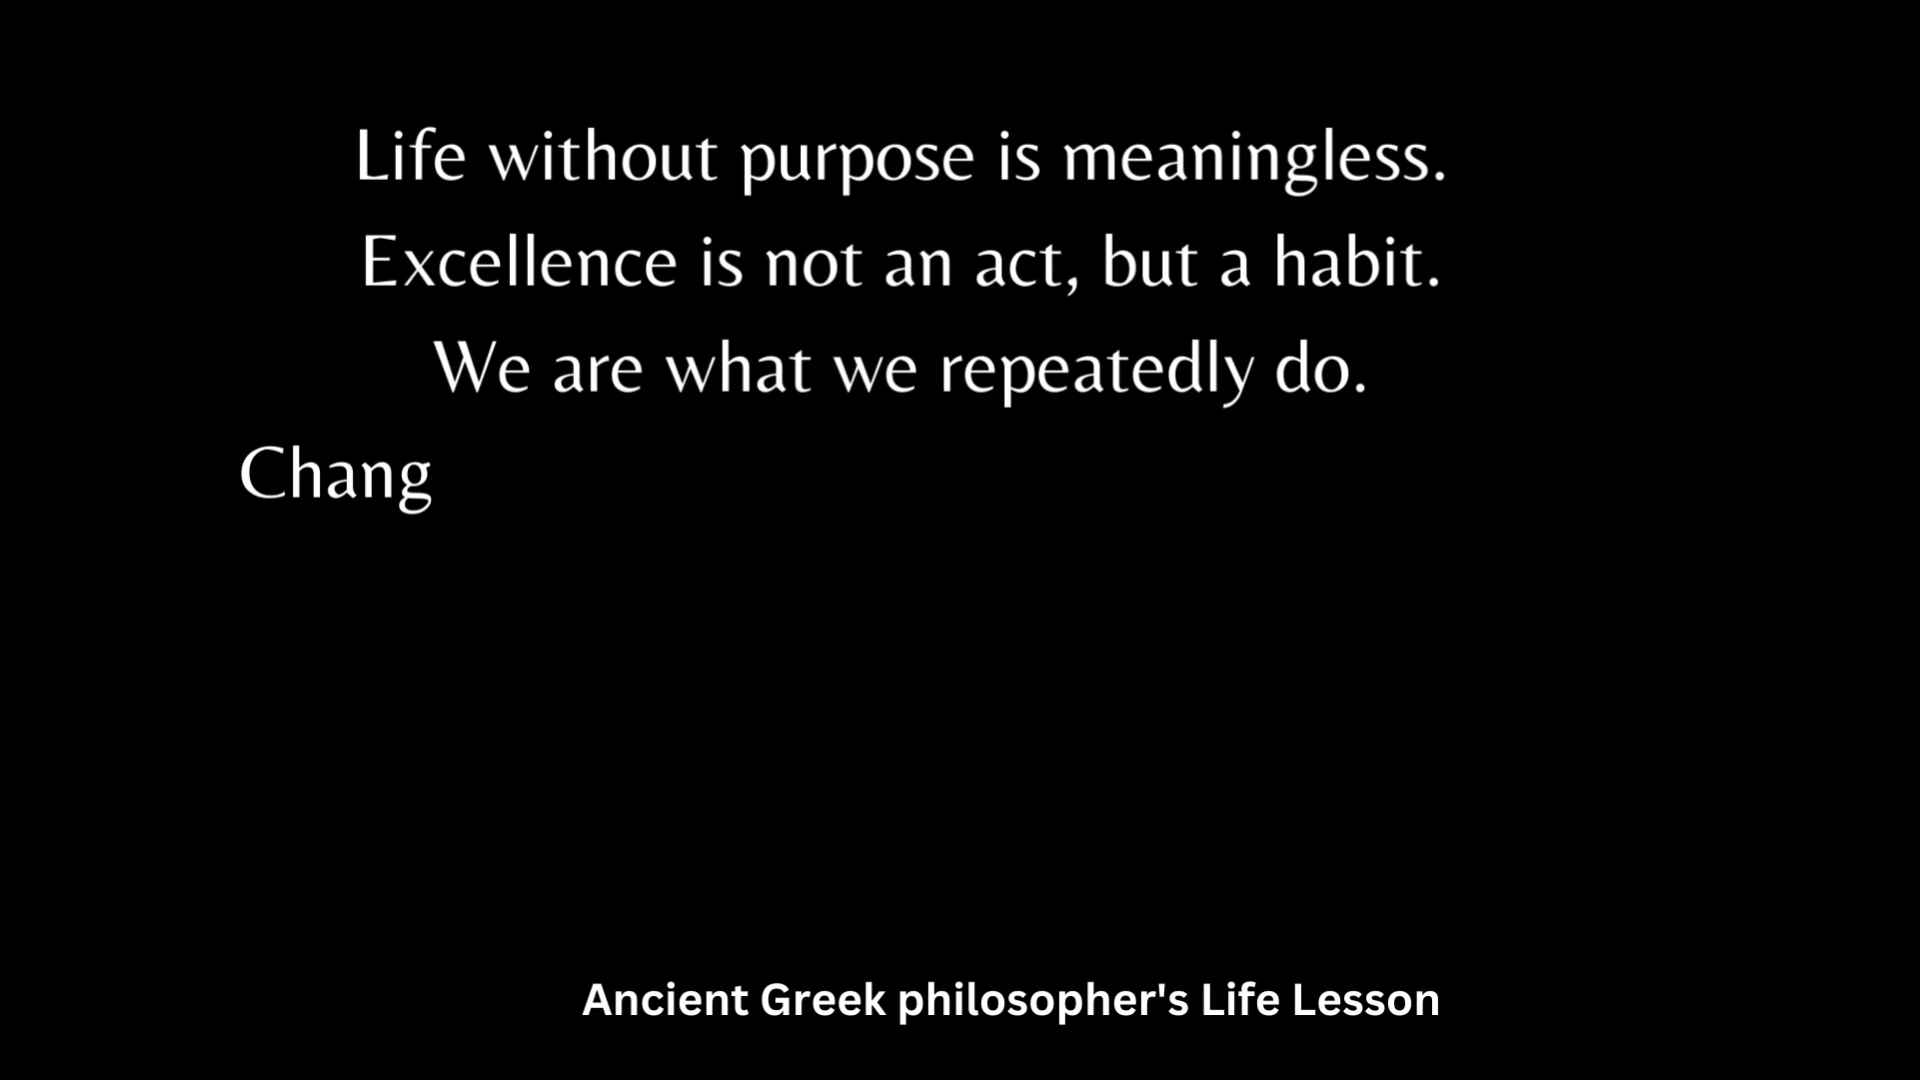 Life without purpose is meaningless.
Excellence is not an act, but a habit.
We are what we repeatedly do.
Chang
Ancient Greek philosopher's Life Lesson